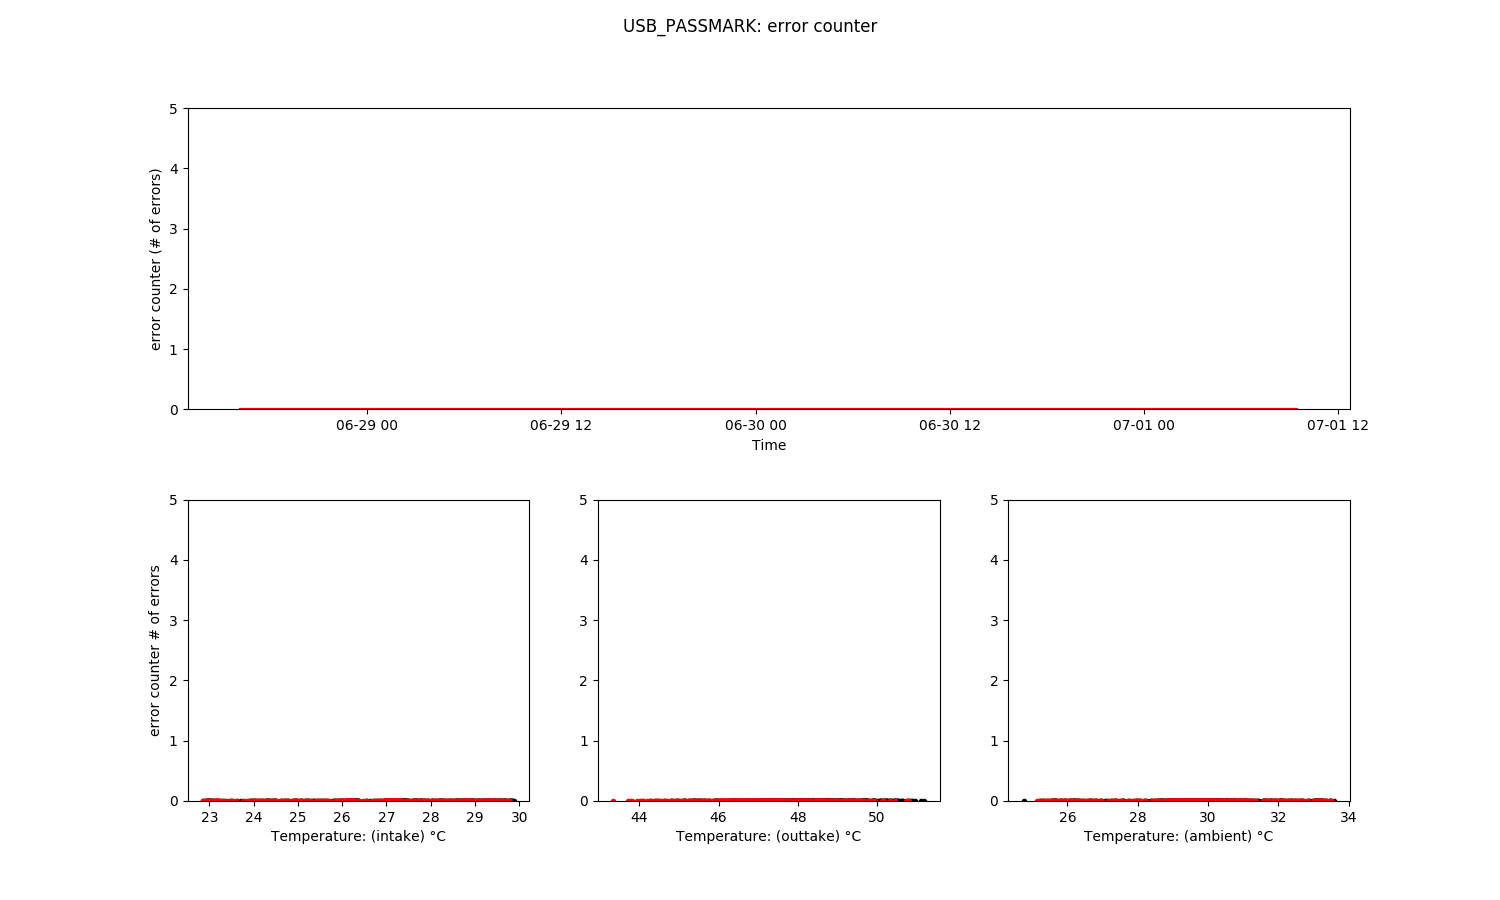 USB_PASSMARK: error counter
5
4
3
2
1
0
error counter (# of errors)
06-29 00 06-29 12 06-30 00 06-30 12 07-01 00 07-01 12
Time
5
4
3
2
1
0
error counter # of errors
23 24 25 26 27 28 29 30
Temperature: (intake) °C
5
4
3
2
1
0
44 46 48 50
Temperature: (outtake) °C
5
4
3
2
1
0
26 28 30 32 34
Temperature: (ambient) °C